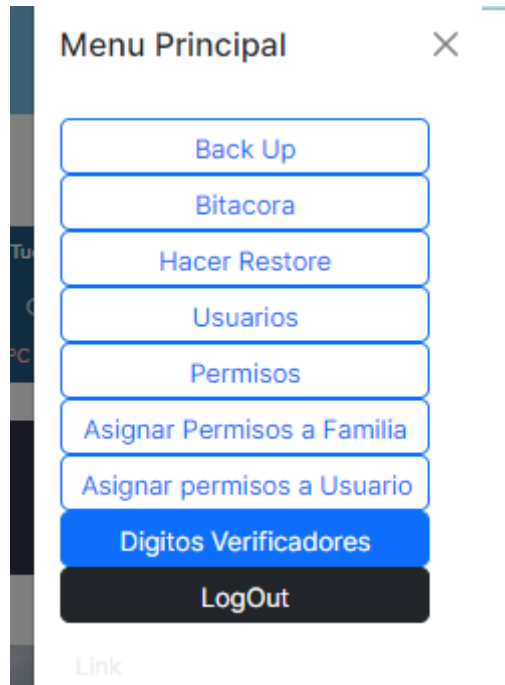 Menu Principal
Back Up
Bitacora
Hacer Restore
Usuarios
Permisos
Asignar Permisos a Familia
Asignar permisos a Usuario
Digitos Verificadores
LogOut
Link